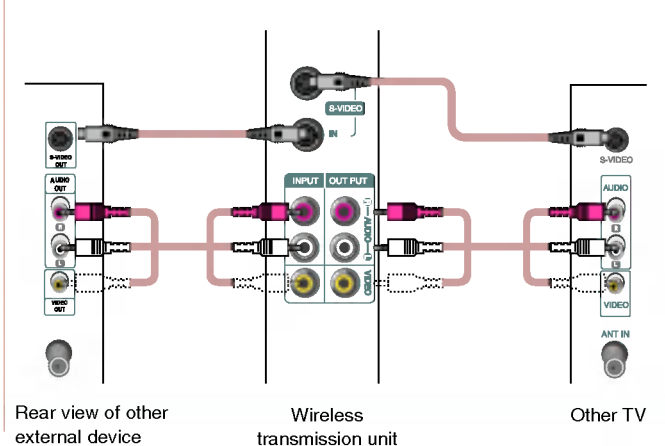 S-VIDEO
IN
S-VIDEO
OUT
S-VIDEO
AUDIO
OUT
INPUT
OUT PUT
AUDIO
R
L
R
AUDIO
L
R
L
VIDEO
VIDEO
OUT
VIDEO
ANT IN
Rear view of other
external device
Wireless
transmission unit
Other TV